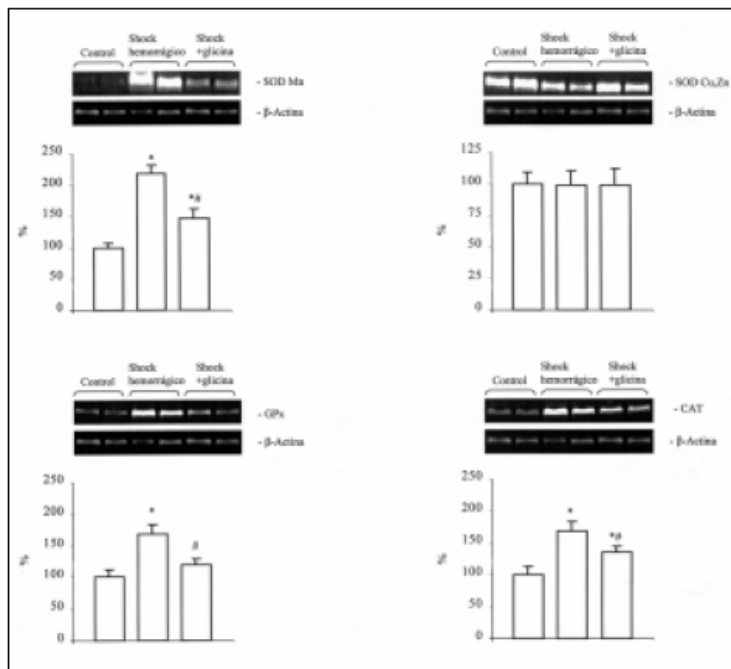 Control
Shock
hemorrágico
Shock
+glicina
- SOD Mn
- β-Actina
250
200
150
100
50
0
%
*
*#
Control
Shock
hemorrágico
Shock
+glicina
- SOD Cu,Zn
- β-Actina
125
100
75
50
25
0
%
Control
Shock
hemorrágico
Shock
+glicina
- GPx
- β-Actina
250
200
150
100
50
0
%
*
#
Control
Shock
hemorrágico
Shock
+glicina
- CAT
- β-Actina
250
200
150
100
50
0
%
*
*#